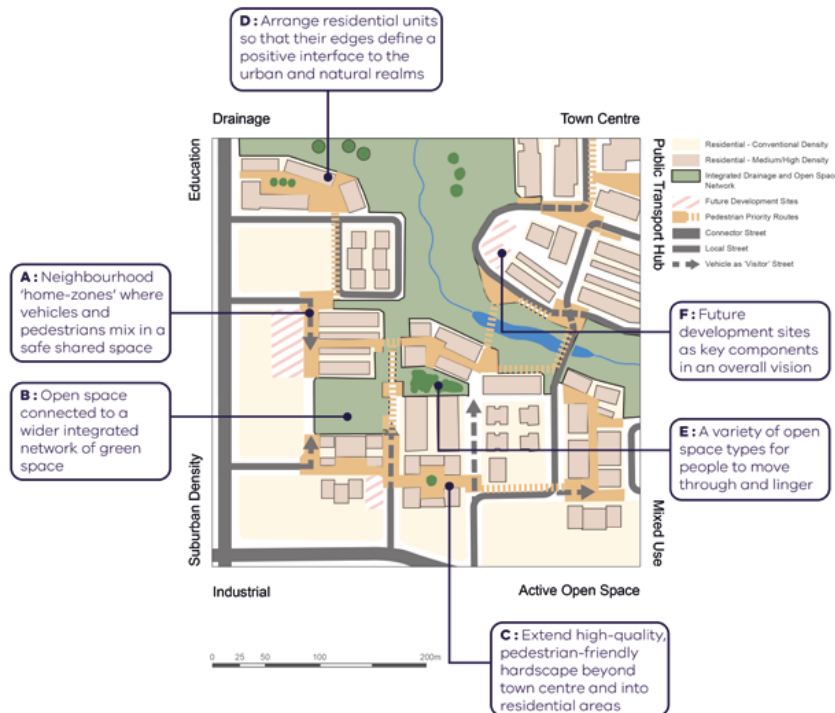 D: Arrange residential units
so that their edges define a
positive interface to the
urban and natural realms
Drainage
Town Centre
Education
Public Transport Hub
Residential - Conventional Density
Residential - Medium/High Density
Integrated Drainage and Open Space
Network
Future Development Sites
Pedestrian Priority Routes
Connector Street
Local Street
Vehicle as 'Visitor' Street
A: Neighbourhood
'home-zones' where
vehicles and
pedestrians mix in a
safe shared space
F: Future
development sites
as key components
in an overall vision
B: Open space
connected to a
wider integrated
network of green
space
E: A variety of open
space types for
people to move
through and linger
Suburban Density
Mixed Use
Industrial
Active Open Space
C: Extend high-quality,
pedestrian-friendly
hardscape beyond
town centre and into
residential areas
0 25 50 100 200m